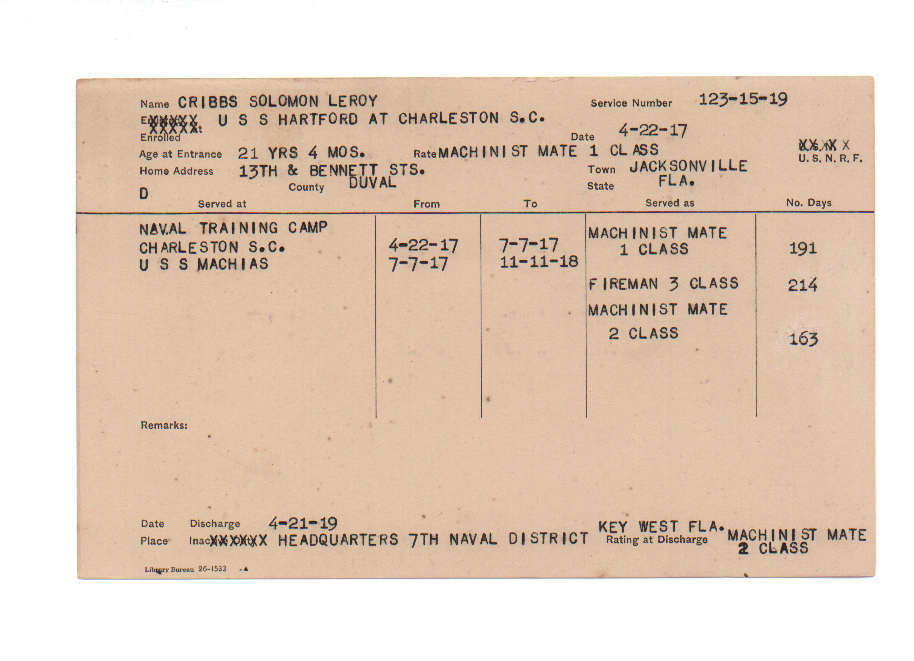 Name CRIBBS SOLOMON LEROY Service Number 123-15-19
U S S HARTFORD AT CHARLESTON S.C.
Enrolled Date 4-22-17
Age at Entrance 21 YRS 4 MOS. Rate MACHINIST MATE 1 CLASS U. S. N. R. F. X
Home Address 13TH & BENNETT STS. Town JACKSONVILLE
D County DUVAL State FLA.
Served at From To Served as No. Days
NAVAL TRAINING CAMP MACHINIST MATE
CHARLESTON S.C. 4-22-17 7-7-17 1 CLASS 191
U S S MACHIAS 7-7-17 11-11-18
FIREMAN 3 CLASS 214
MACHINIST MATE
2 CLASS 163
Remarks:
Date Discharge 4-21-19 KEY WEST FLA.
Place HEADQUARTERS 7TH NAVAL DISTRICT Rating at Discharge MACHINIST MATE
2 CLASS
Library Bureau 26-1532